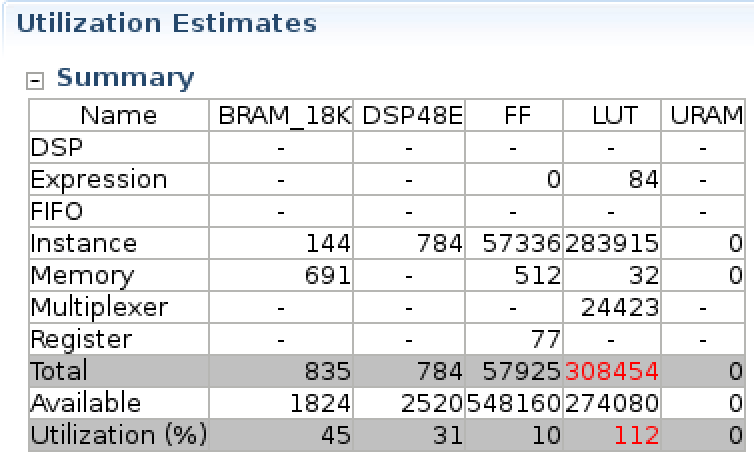 Utilization Estimates
Summary
Name BRAM_18K DSP48E FF LUT URAM
DSP - - - - -
Expression - - 0 84 -
FIFO - - - - -
Instance 144 784 57336 283915 0
Memory 691 - 512 32 0
Multiplexer - - - 24423 -
Register - - 77 - -
Total 835 784 57925 308454 0
Available 1824 2520 548160 274080 0
Utilization (%) 45 31 10 112 0